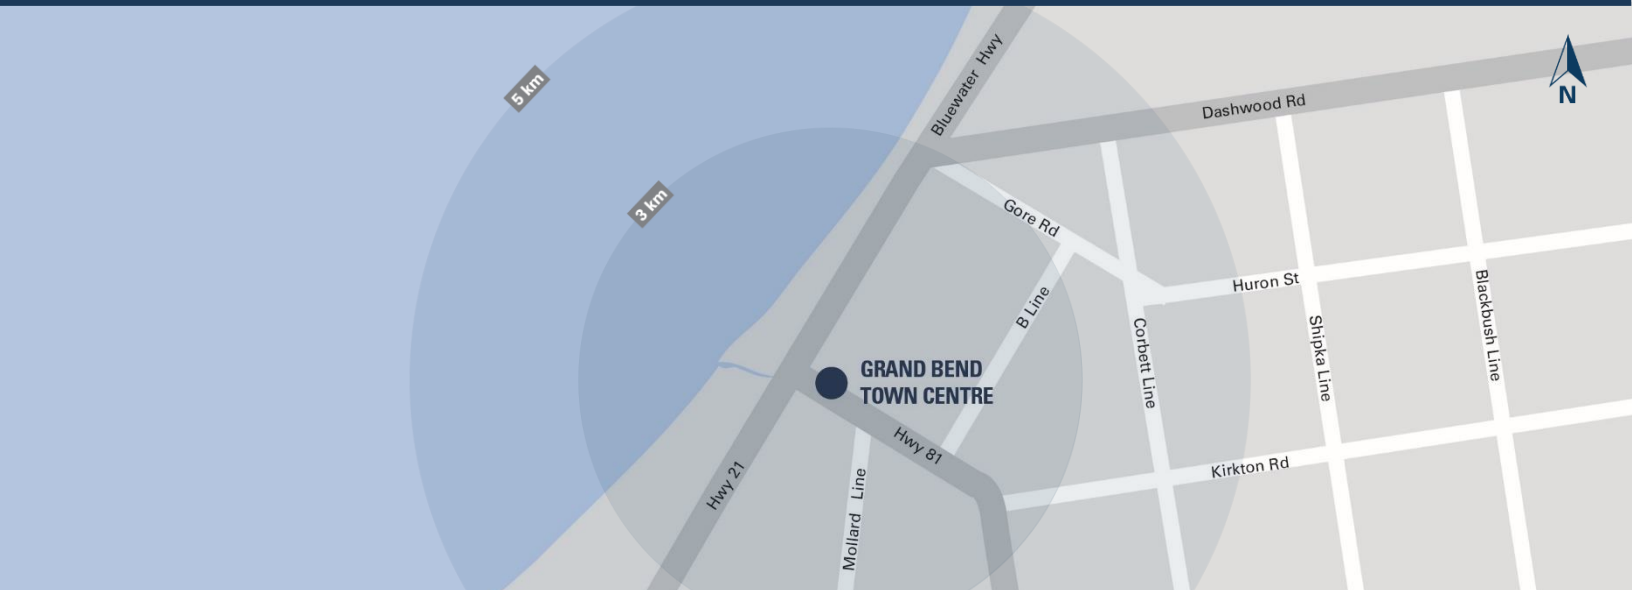 5 km
3 km
Bluewater Hwy
Dashwood Rd
N
Gore Rd
B Line
Huron St
Corbett Line
Shipka Line
Blackbush Line
GRAND BEND
TOWN CENTRE
Hwy 81
Hwy 21
Mollard Line
Kirkton Rd